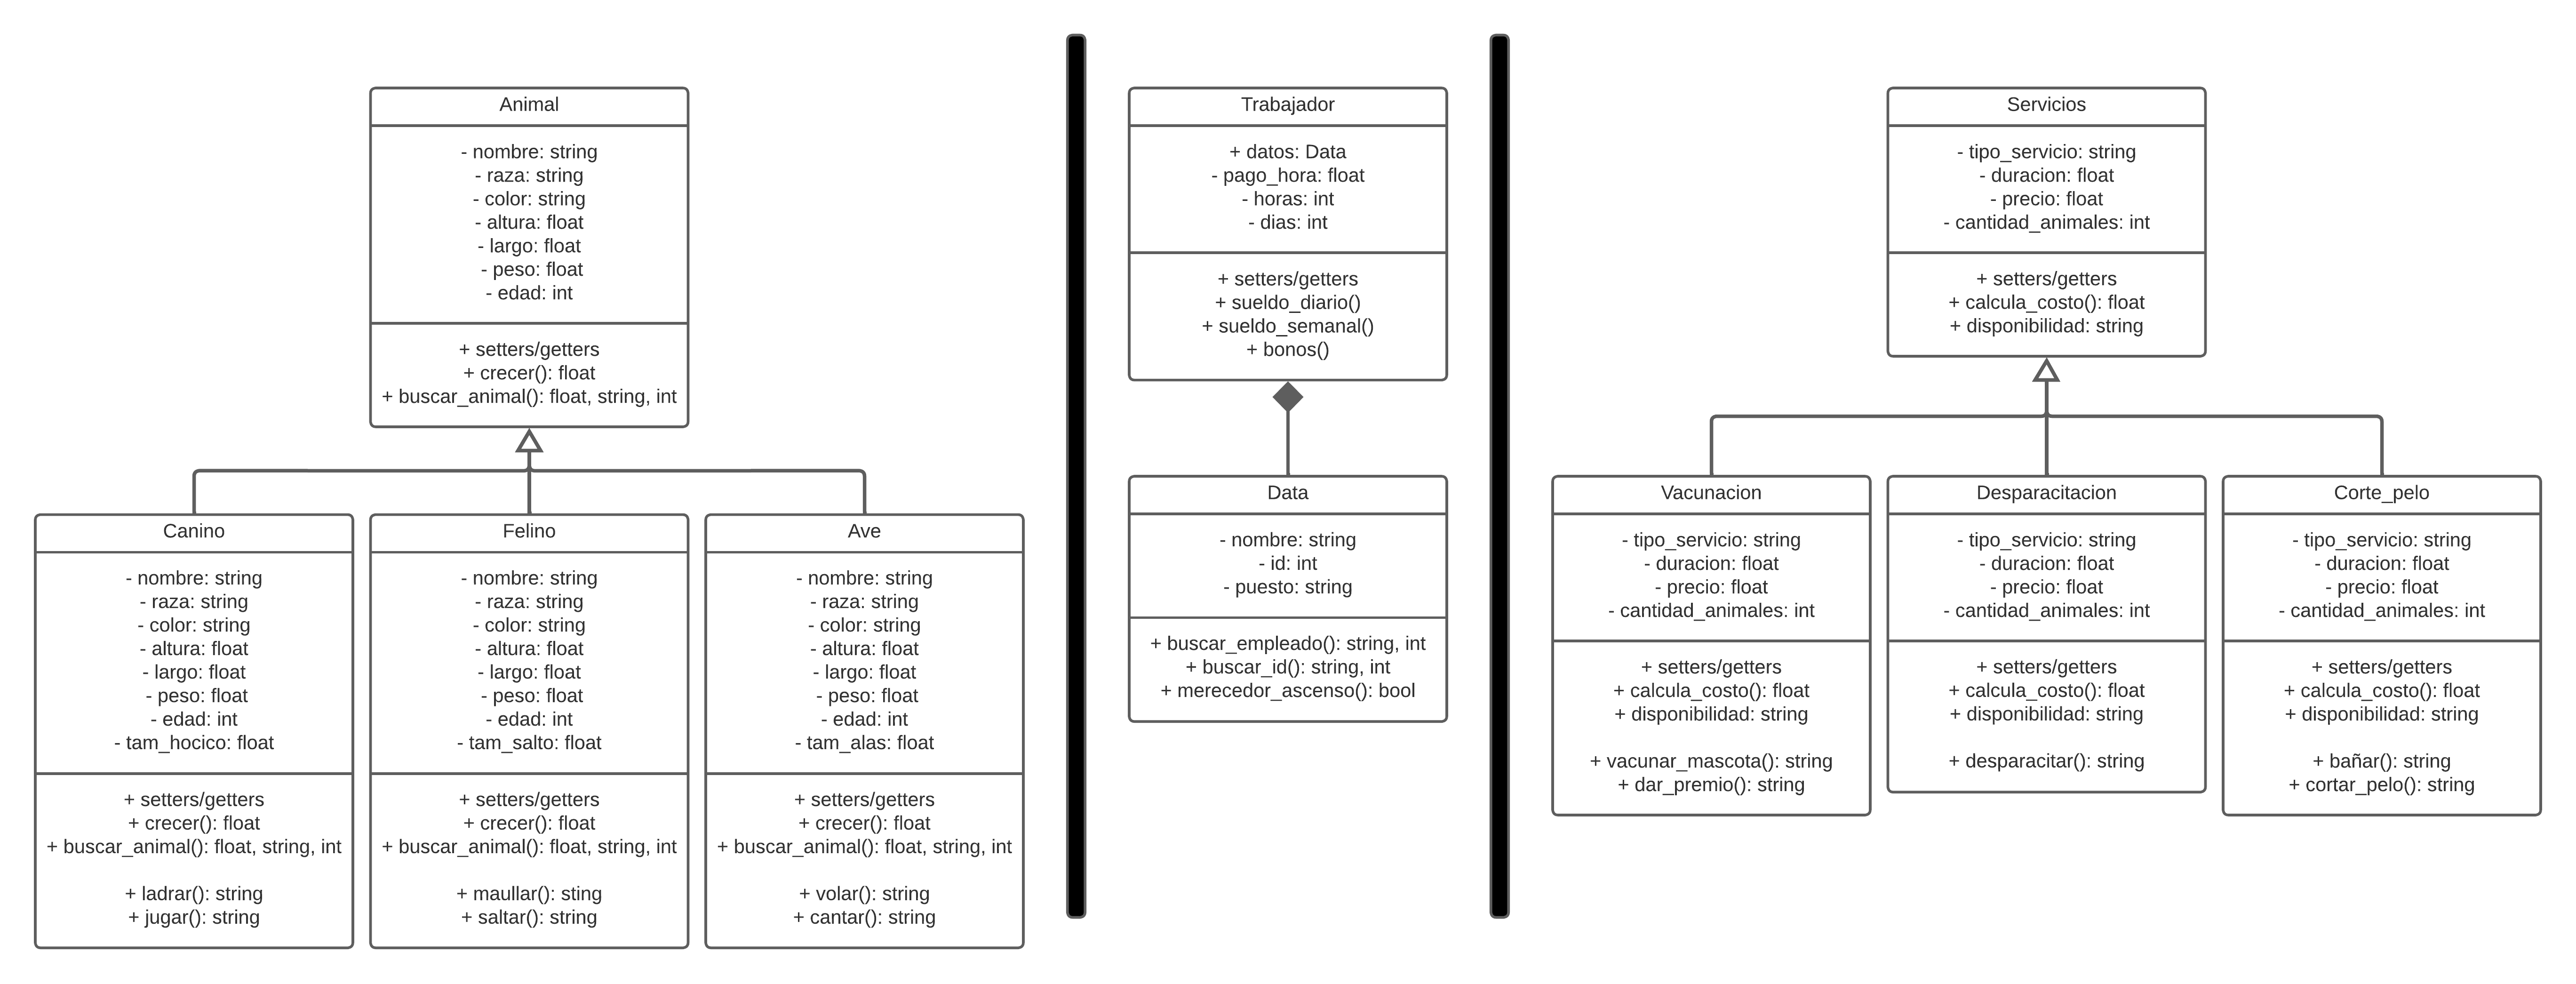 Animal
- nombre: string
- raza: string
- color: string
- altura: float
- largo: float
- peso: float
- edad: int
+ setters/getters
+ crecer(): float
+ buscar_animal(): float, string, int
Canino
- nombre: string
- raza: string
- color: string
- altura: float
- largo: float
- peso: float
- edad: int
- tam_hocico: float
+ setters/getters
+ crecer(): float
+ buscar_animal(): float, string, int
+ ladrar(): string
+ jugar(): string
Felino
- nombre: string
- raza: string
- color: string
- altura: float
- largo: float
- peso: float
- edad: int
- tam_salto: float
+ setters/getters
+ crecer(): float
+ buscar_animal(): float, string, int
+ maullar(): sting
+ saltar(): string
Ave
- nombre: string
- raza: string
- color: string
- altura: float
- largo: float
- peso: float
- edad: int
- tam_alas: float
+ setters/getters
+ crecer(): float
+ buscar_animal(): float, string, int
+ volar(): string
+ cantar(): string
Trabajador
+ datos: Data
- pago_hora: float
- horas: int
- dias: int
+ setters/getters
+ sueldo_diario()
+ sueldo_semanal()
+ bonos()
Data
- nombre: string
- id: int
- puesto: string
+ buscar_empleado(): string, int
+ buscar_id(): string, int
+ merecedor_ascenso(): bool
Servicios
- tipo_servicio: string
- duracion: float
- precio: float
- cantidad_animales: int
+ setters/getters
+ calcula_costo(): float
+ disponibilidad: string
Vacunacion
- tipo_servicio: string
- duracion: float
- precio: float
- cantidad_animales: int
+ setters/getters
+ calcula_costo(): float
+ disponibilidad: string
+ vacunar_mascota(): string
+ dar_premio(): string
Desparacitacion
- tipo_servicio: string
- duracion: float
- precio: float
- cantidad_animales: int
+ setters/getters
+ calcula_costo(): float
+ disponibilidad: string
+ desparacitar(): string
Corte_pelo
- tipo_servicio: string
- duracion: float
- precio: float
- cantidad_animales: int
+ setters/getters
+ calcula_costo(): float
+ disponibilidad: string
+ bañar(): string
+ cortar_pelo(): string